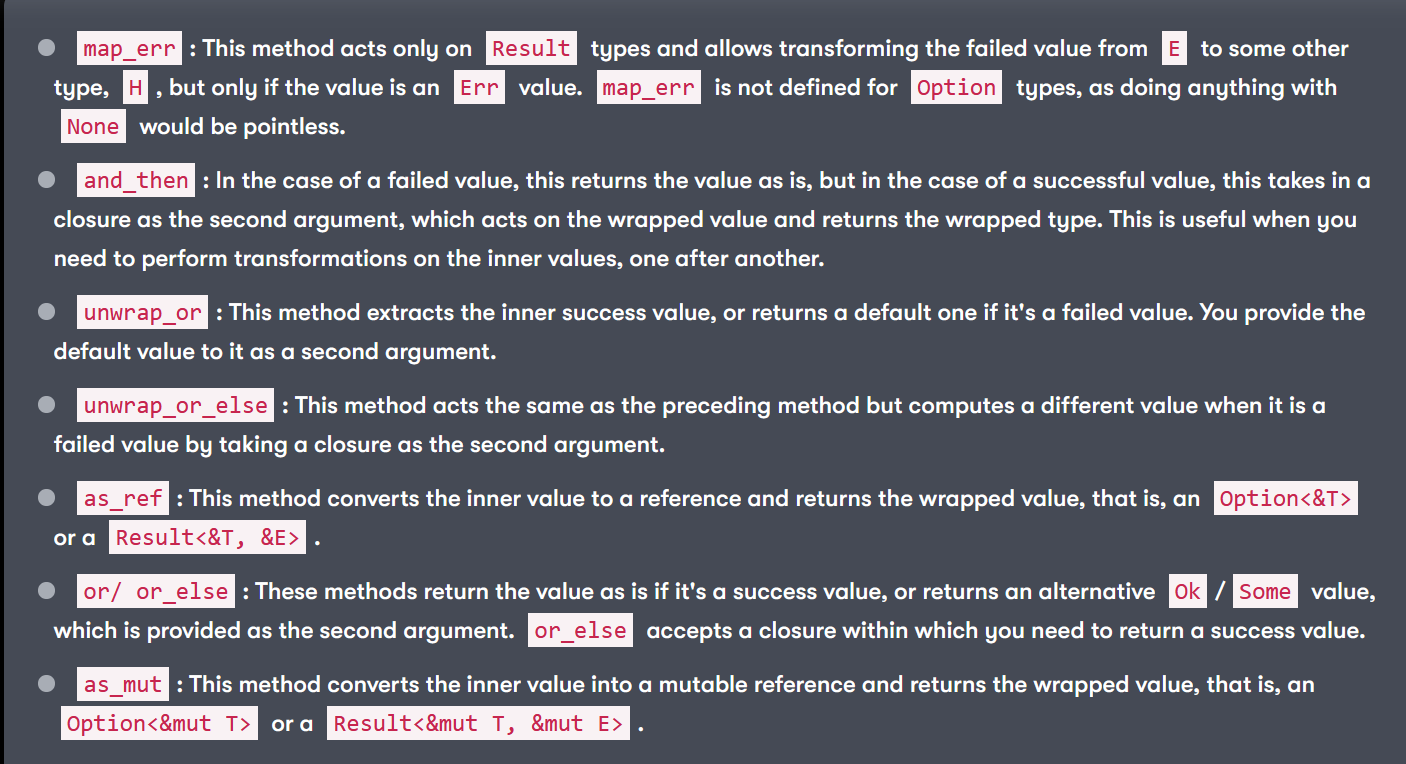 map_err : This method acts only on Result types and allows transforming the failed value from E to some other
type, H , but only if the value is an Err value. map_err is not defined for Option types, as doing anything with
None would be pointless.
and_then : In the case of a failed value, this returns the value as is, but in the case of a successful value, this takes in a
closure as the second argument, which acts on the wrapped value and returns the wrapped type. This is useful when you
need to perform transformations on the inner values, one after another.
unwrap_or : This method extracts the inner success value, or returns a default one if it's a failed value. You provide the
default value to it as a second argument.
unwrap_or_else : This method acts the same as the preceding method but computes a different value when it is a
failed value by taking a closure as the second argument.
as_ref : This method converts the inner value to a reference and returns the wrapped value, that is, an Option<&T>
or a Result<&T, &E> .
or/ or_else : These methods return the value as is if it's a success value, or returns an alternative Ok / Some value,
which is provided as the second argument. or_else accepts a closure within which you need to return a success value.
as_mut : This method converts the inner value into a mutable reference and returns the wrapped value, that is, an
Option<&mut T> or a Result<&mut T, &mut E> .